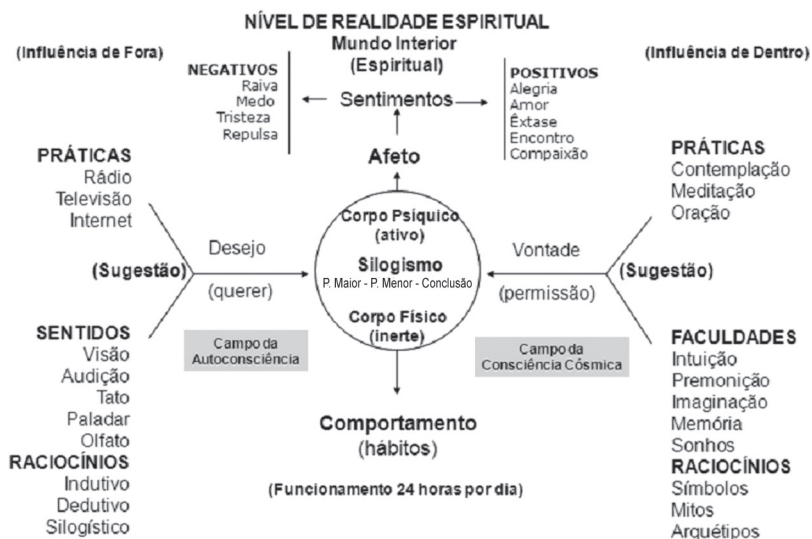 NÍVEL DE REALIDADE ESPIRITUAL
Mundo Interior
(Espiritual)
(Influência de Fora)
(Influência de Dentro)
NEGATIVOS
Raiva
Medo
Tristeza
Repulsa
Sentimentos
POSITIVOS
Alegria
Amor
Êxtase
Encontro
Compaixão
Afeto
PRÁTICAS
Rádio
Televisão
Internet
(Sugestão)
SENTIDOS
Visão
Audição
Tato
Paladar
Olfato
RACIOCÍNIOS
Indutivo
Dedutivo
Silogístico
Desejo
(querer)
Campo da
Autoconsciência
Corpo Psíquico
(ativo)
Silogismo
P. Maior - P. Menor - Conclusão
Corpo Físico
(inerte)
Comportamento
(hábitos)
(Funcionamento 24 horas por dia)
Vontade
(permissão)
Campo da
Consciência Cósmica
PRÁTICAS
Contemplação
Meditação
Oração
(Sugestão)
FACULDADES
Intuição
Premonição
Imaginação
Memória
Sonhos
RACIOCÍNIOS
Símbolos
Mitos
Arquétipos